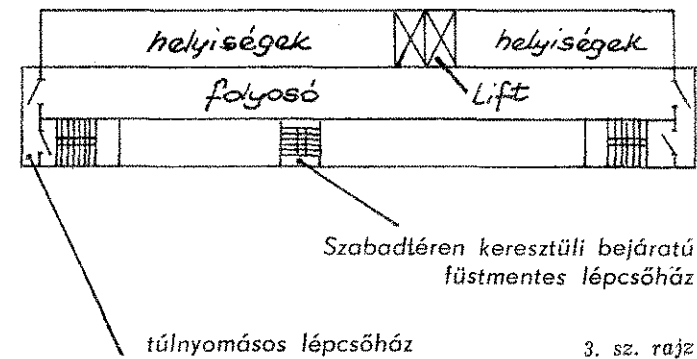 helyiségek helyiségek
folyosó Lift
Szabadtéren keresztüli bejáratú
füstmentes lépcsőház
túlnyomásos lépcsőház
3. sz. rajz